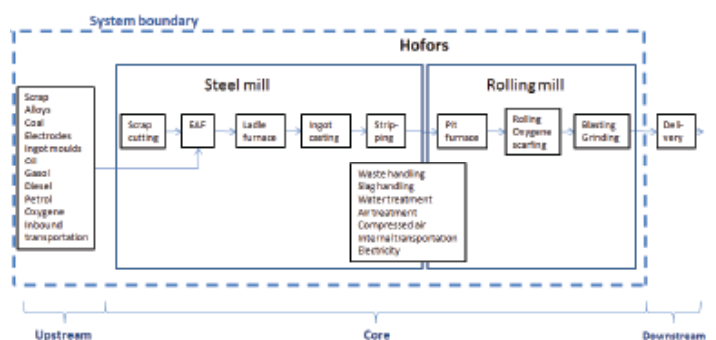 System boundary
Hofors
Steel mill
Rolling mill
Scrap
Alloys
Coal
Electrodes
Ingot moulds
Oil
Gasol
Diesel
Petrol
Oxygene
Inbound
transportation
Scrap
cutting
EAF
Ladle
furnace
Ingot
casting
Strip-
ping
Pit
furnace
Rolling
Oxygene
scarfing
Blasting
Grinding
Deli-
very
Waste handling
Slag handling
Water treatment
Air treatment
Compressed air
Internal transportation
Electricity
Upstream
Core
Downstream